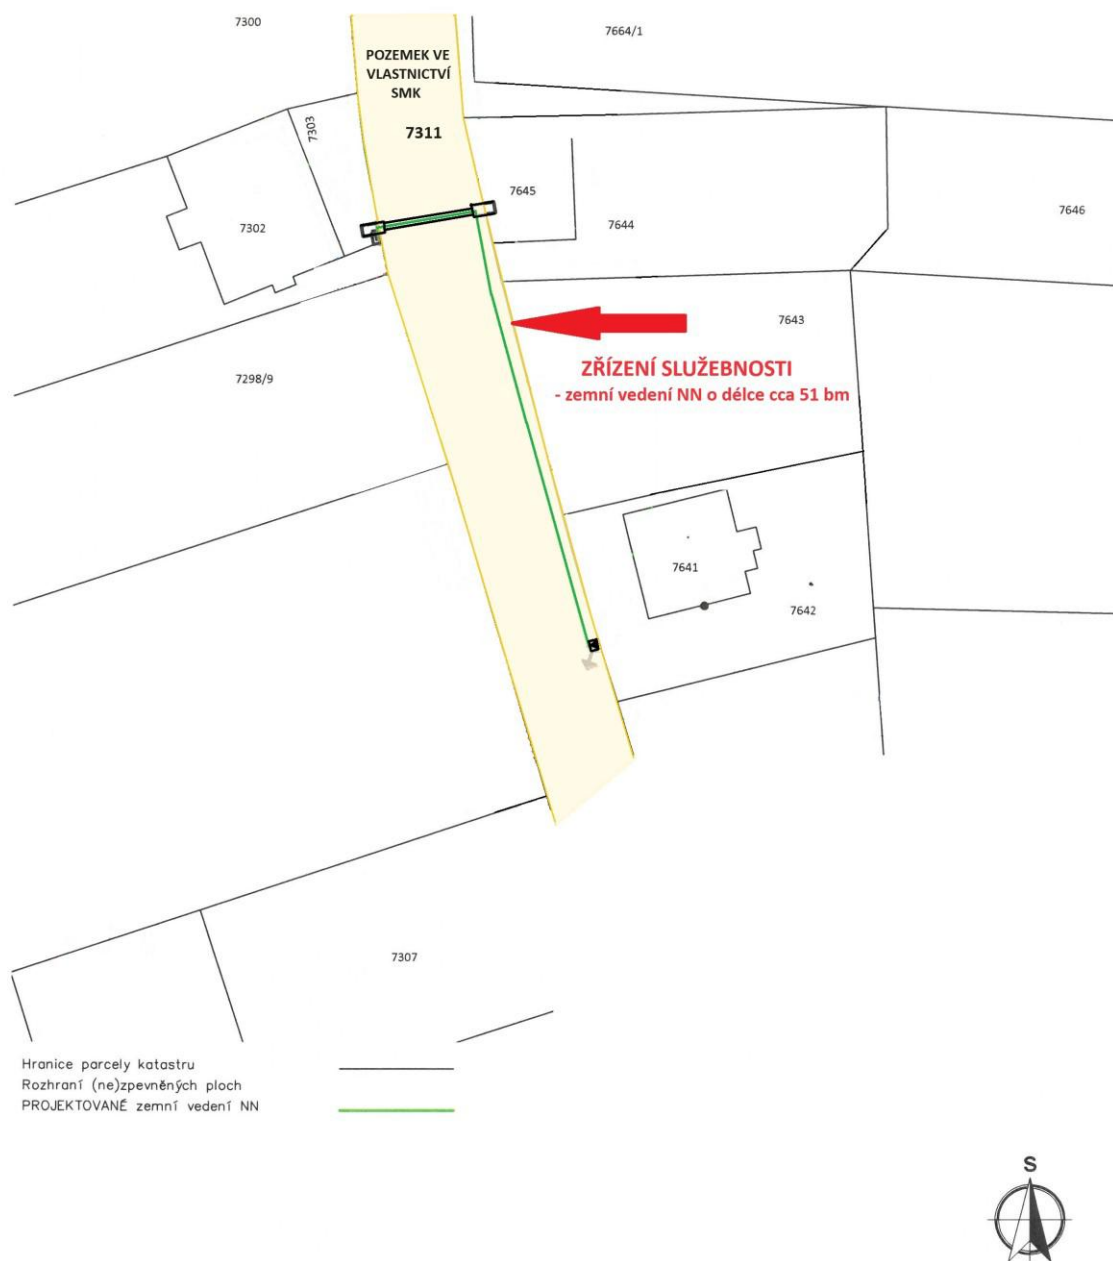 7300
7664/1
POZEMEK VE
VLASTNICTVÍ
SMK
7311
7303
7645
7302
7644
7646
7643
ZŘÍZENÍ SLUŽEBNOSTI
- zemní vedení NN o délce cca 51 bm
7298/9
7641
7642
7307
Hranice parcely katastru
Rozhraní (ne)zpevněných ploch
PROJEKTOVANÉ zemní vedení NN
S